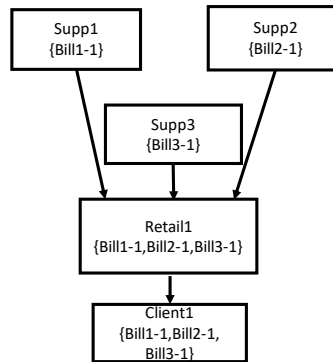 Supp1
{Bill1-1}
Supp2
{Bill2-1}
Supp3
{Bill3-1}
Retail1
{Bill1-1,Bill2-1,Bill3-1}
Client1
{Bill1-1,Bill2-1,
Bill3-1}